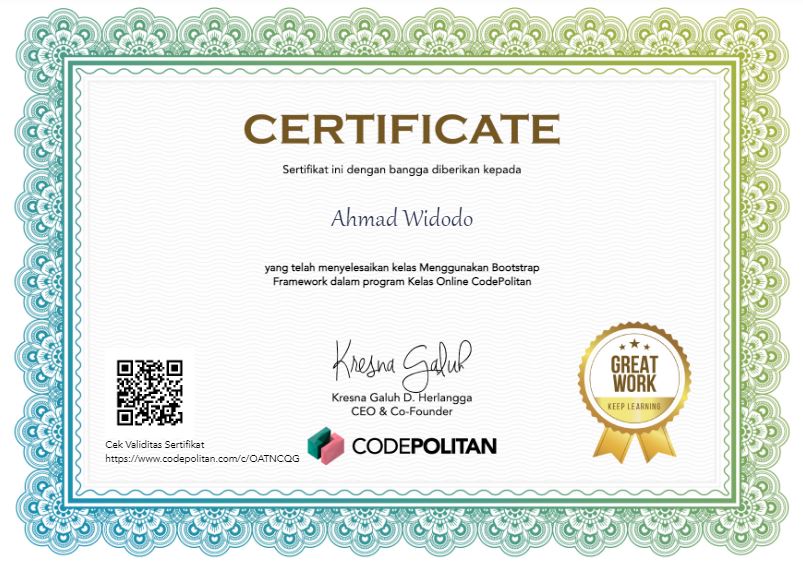 CERTIFICATE
Sertifikat ini dengan bangga diberikan kepada
Ahmad Widodo
yang telah menyelesaikan kelas Menggunakan Bootstrap
Framework dalam program Kelas Online CodePolitan
Kresna Galuh
Kresna Galuh D. Herlangga
CEO & Co-Founder
CODEPOLITAN
Cek Validitas Sertifikat
https://www.codepolitan.com/c/OATNCQG
GREAT
WORK
KEEP LEARNING